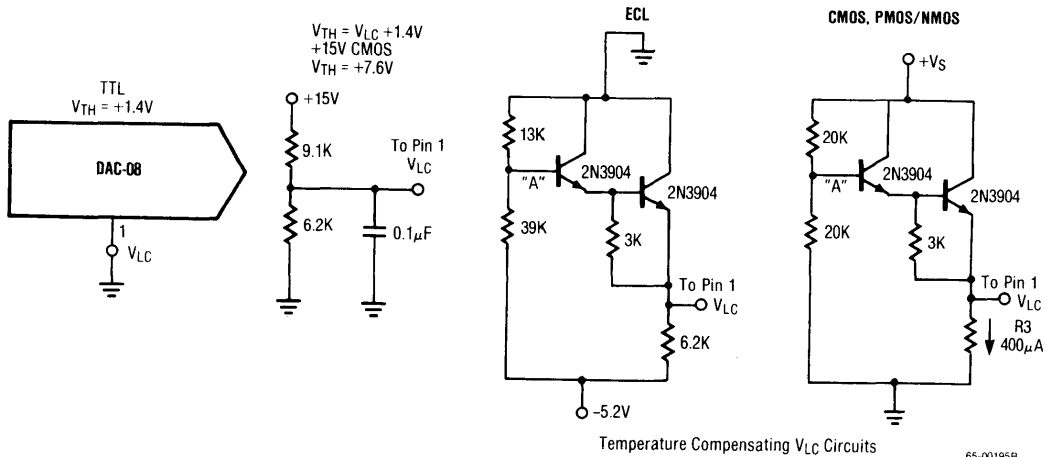 TTL
V_TH = +1.4V
DAC-08
1
V_LC
V_TH = V_LC +1.4V
+15V CMOS
V_TH = +7.6V
+15V
9.1K
6.2K
0.1μF
To Pin 1
V_LC
ECL
13K
"A"
39K
2N3904
2N3904
3K
To Pin 1
V_LC
6.2K
–5.2V
CMOS, PMOS/NMOS
+V_S
20K
"A"
20K
2N3904
2N3904
3K
To Pin 1
V_LC
R3
400μA
Temperature Compensating V_LC Circuits
65-00195B